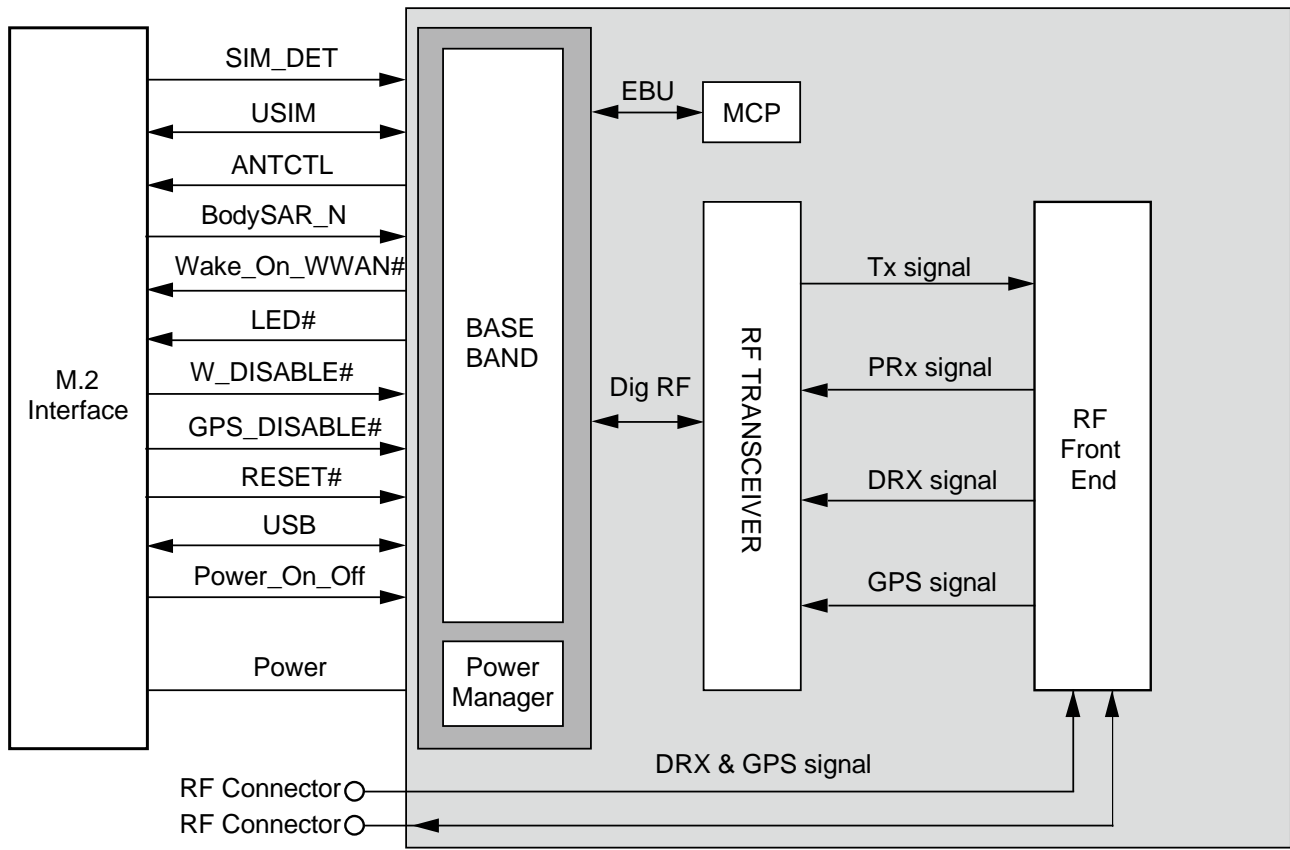 SIM_DET
USIM
ANTCTL
BodySAR_N
Wake_On_WWAN#
LED#
W_DISABLE#
GPS_DISABLE#
RESET#
USB
Power_On_Off
Power
M.2
Interface
BASE
BAND
Power
Manager
EBU
MCP
Dig RF
RF TRANSCEIVER
Tx signal
PRx signal
DRX signal
GPS signal
RF
Front
End
DRX & GPS signal
RF Connector
RF Connector